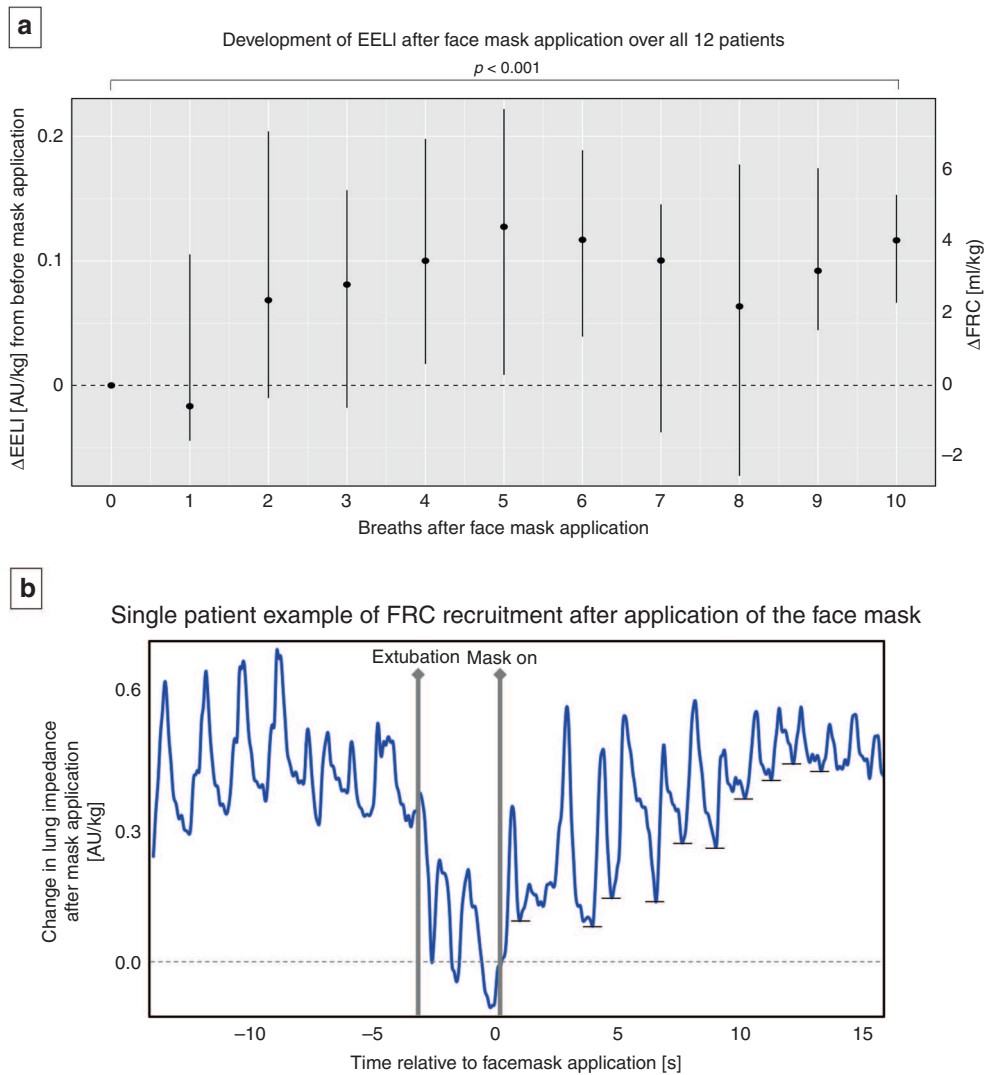 a
Development of EELI after face mask application over all 12 patients
p < 0.001
ΔEELI [AU/kg] from before mask application
0.2
0.1
0
6
4
2
0
−2
ΔFRC [ml/kg]
0 1 2 3 4 5 6 7 8 9 10
Breaths after face mask application
b
Single patient example of FRC recruitment after application of the face mask
Extubation Mask on
Change in lung impedance
after mask application
[AU/kg]
0.6
0.3
0.0
−10 −5 0 5 10 15
Time relative to facemask application [s]